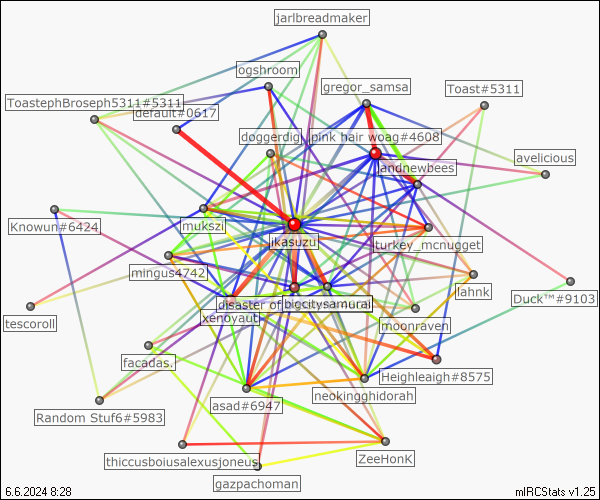 jarlbreadmaker
ogshroom
gregor_samsa
Toast#5311
ToastephBroseph5311#5311
default#0617
doggerdig
pink hair woag#4608
avelicious
landnewbees
Knowun#6424
mukszi
ikasuzu
turkey_mcnugget
mingus4742
lahnk
Duck™#9103
disaster of
bigcitysamurai
tescoroll
xenoyaut
moonraven
facadas.
Heighleigh#8575
Random Stuf6#5983
asad#6947
neokingghidorah
thiccusboiusalexusjoneus
ZeeHonK
gazpachoman
6.6.2024 8:28
mIRCStats v1.25